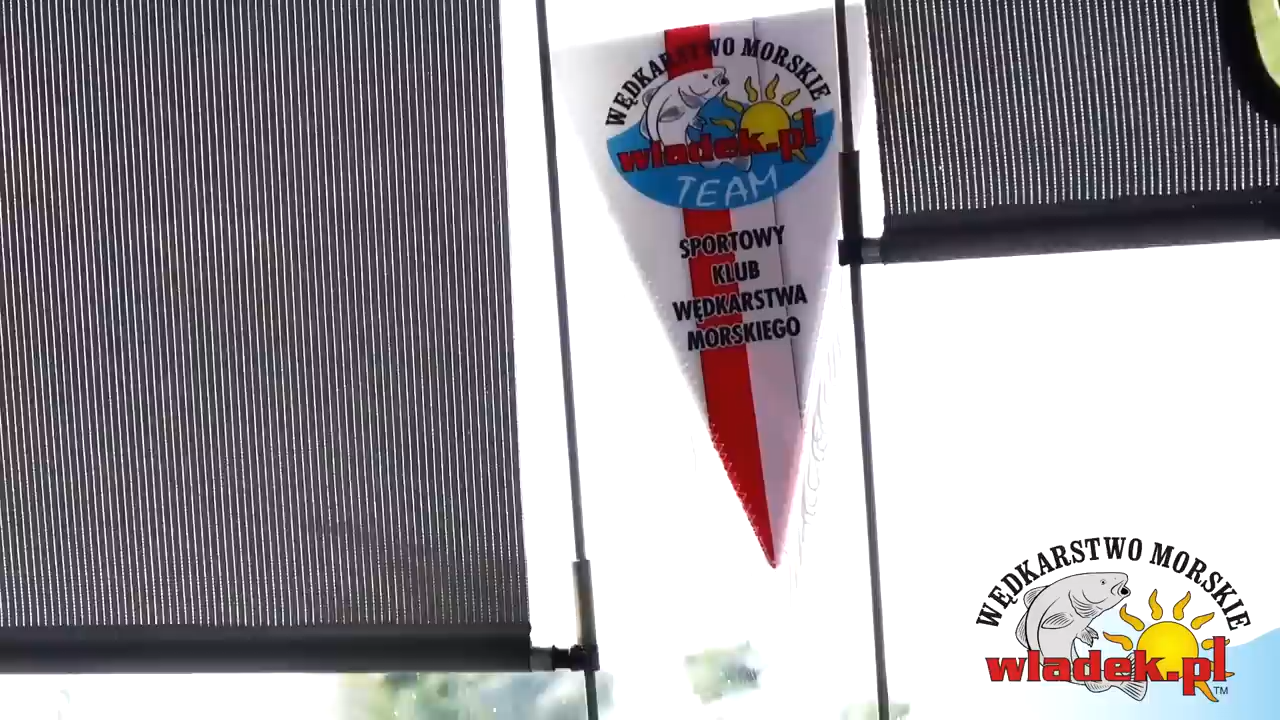 WĘDKARSTWO MORSKIE
wladek.pl
TEAM
SPORTOWY
KLUB
WĘDKARSTWA
MORSKIEGO
WĘDKARSTWO MORSKIE
wladek.pl
TM